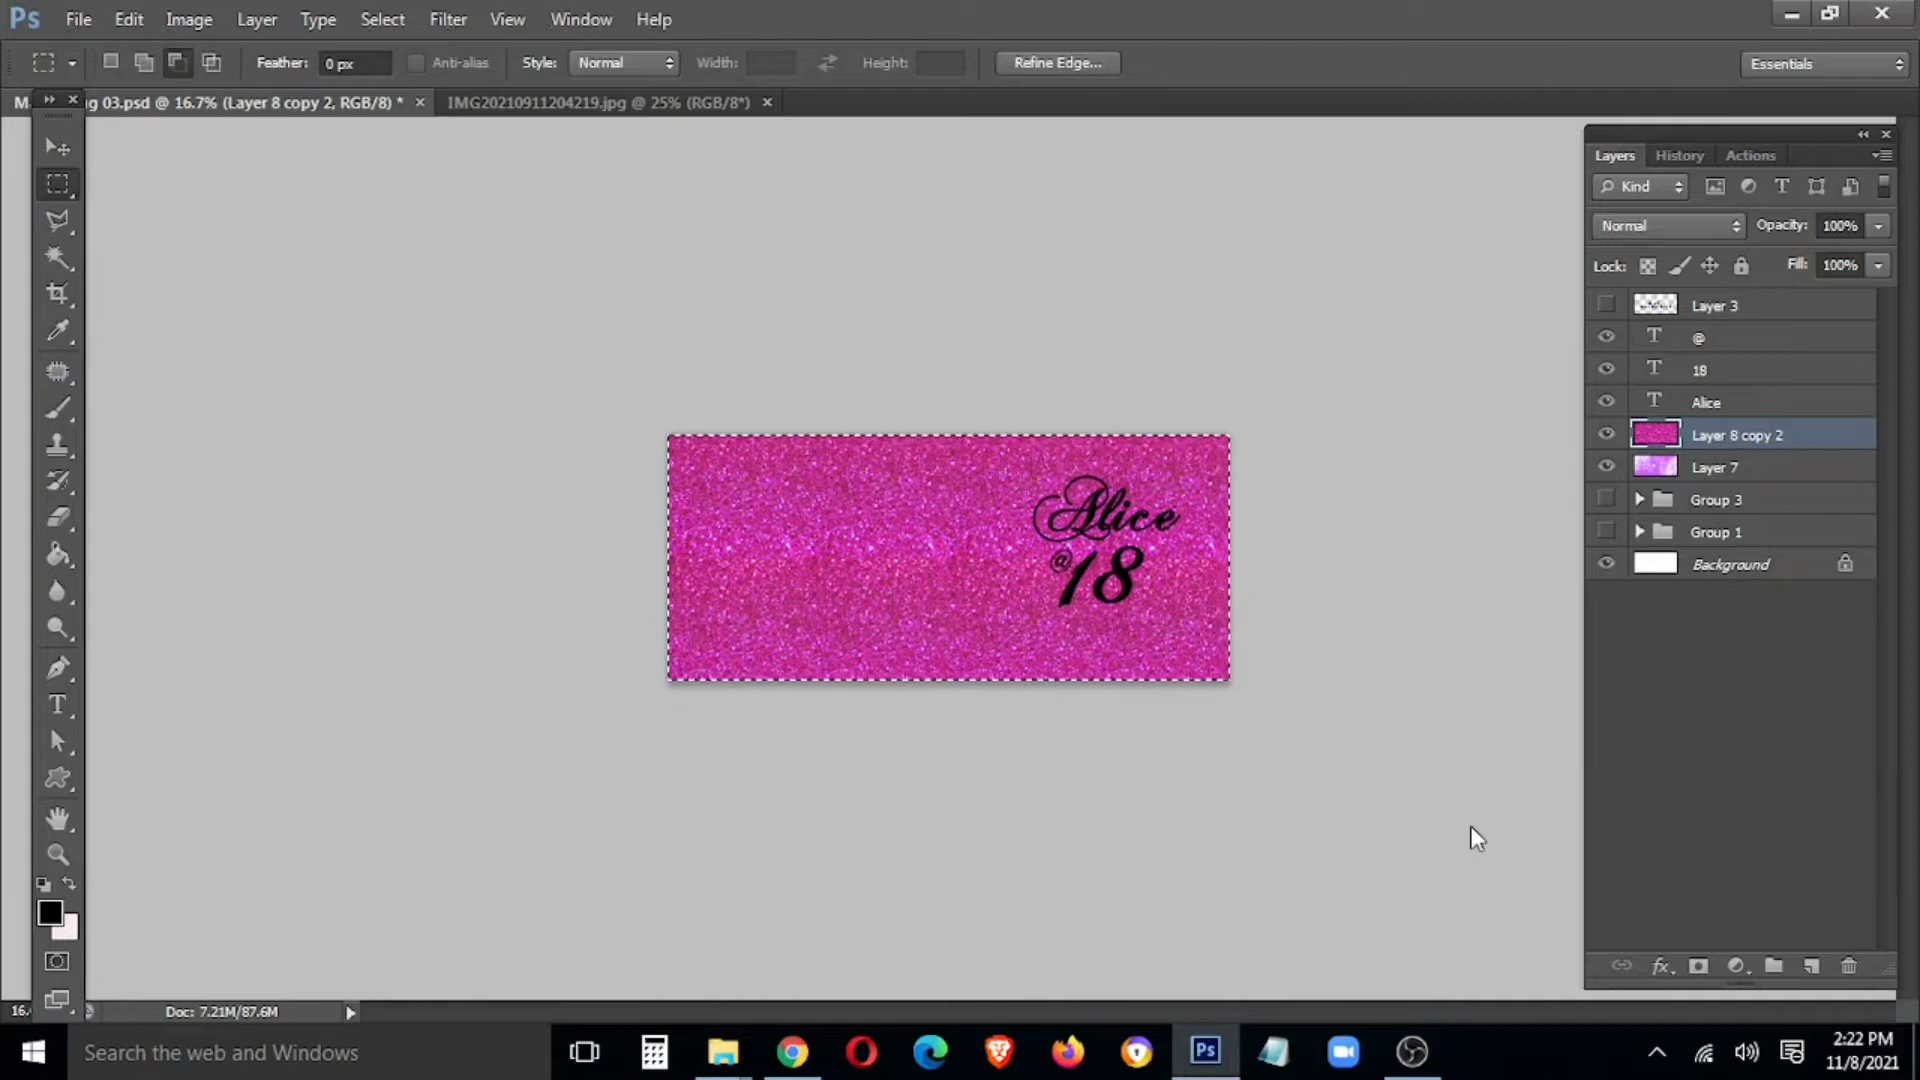 Ps File Edit Image Layer Type Select Filter View Window Help
Feather: 0 px Anti-alias Style: Normal Width: Height: Refine Edge... Essentials
g 03.psd @ 16.7% (Layer 8 copy 2, RGB/8) * × IMG20210911204219.jpg @ 25% (RGB/8*) ×
Layers History Actions
Kind
Normal Opacity: 100%
Lock: Fill: 100%
Layer 3
@
18
Alice
Layer 8 copy 2
Layer 7
Group 3
Group 1
Background
Alice
@18
Doc: 7.21M/87.6M
Search the web and Windows
Ps
2:22 PM
11/8/2021